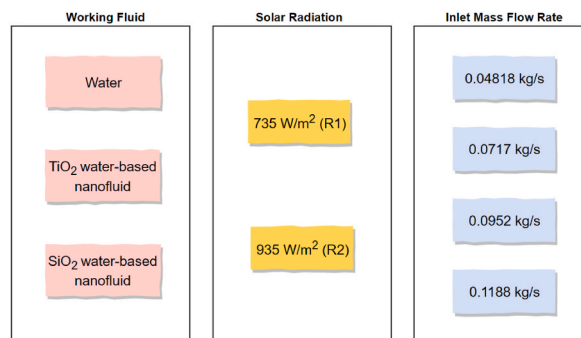 Working Fluid
Solar Radiation
Inlet Mass Flow Rate
Water
TiO₂ water-based
nanofluid
SiO₂ water-based
nanofluid
735 W/m² (R1)
935 W/m² (R2)
0.04818 kg/s
0.0717 kg/s
0.0952 kg/s
0.1188 kg/s